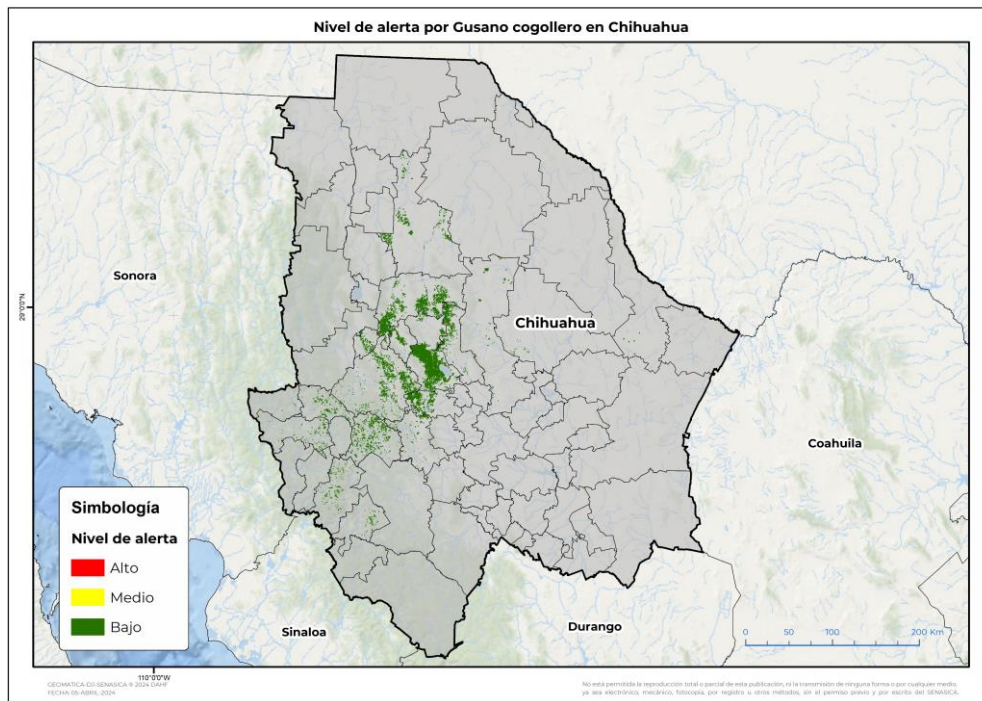 Nivel de alerta por Gusano cogollero en Chihuahua
Sonora
Chihuahua
Coahuila
29°0'0"N
Simbología
Nivel de alerta
Alto
Medio
Bajo
Sinaloa
Durango
0 50 100 200 Km
110°0'0"W
GEOMÁTICA-CG-SENASICA © 2024 DAHF
FECHA: 05-ABRIL-2024
No está permitida la reproducción total o parcial de esta publicación, ni la transmisión de ninguna forma o por cualquier medio,
ya sea electrónico, mecánico, fotocopia, por registro u otros métodos, sin el permiso previo y por escrito del SENASICA.